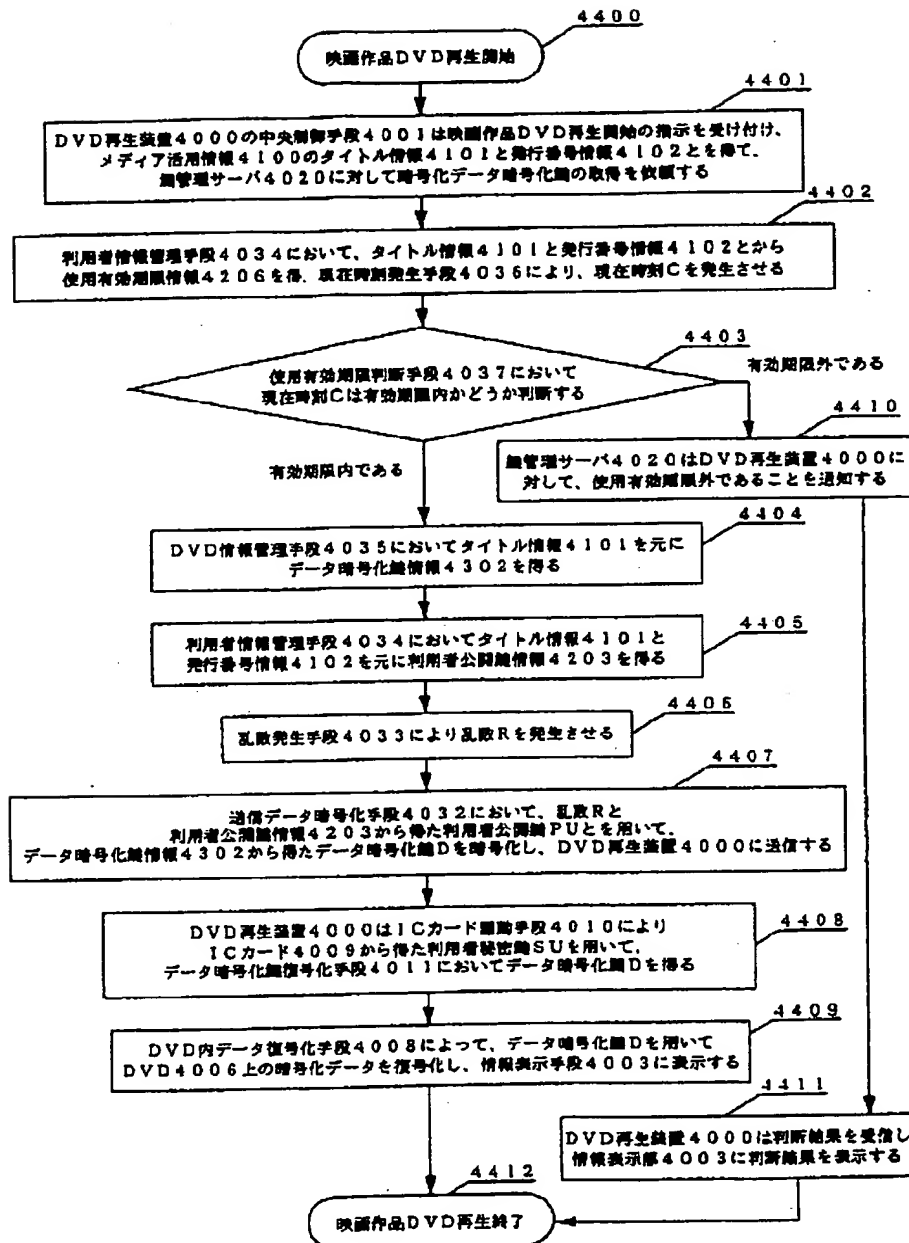 4400
映画作品DVD再生開始
4401
DVD再生装置4000の中央制御手段4001は映画作品DVD再生開始の指示を受け付け、
メディア活用情報4100のタイトル情報4101と発行番号情報4102とを得て、
鍵管理サーバ4020に対して暗号化データ暗号化鍵の取得を依頼する
4402
利用者情報管理手段4034において、タイトル情報4101と発行番号情報4102とから
使用有効期限情報4206を得、現在時刻発生手段4036により、現在時刻Cを発生させる
4403
使用有効期限判断手段4037において
現在時刻Cは有効期限内かどうか判断する
有効期限外である
4410
鍵管理サーバ4020はDVD再生装置4000に
対して、使用有効期限外であることを通知する
有効期限内である
4404
DVD情報管理手段4035においてタイトル情報4101を元に
データ暗号化鍵情報4302を得る
4405
利用者情報管理手段4034においてタイトル情報4101と
発行番号情報4102を元に利用者公開鍵情報4203を得る
4406
乱数発生手段4033により乱数Rを発生させる
4407
送信データ暗号化手段4032において、乱数Rと
利用者公開鍵情報4203から得た利用者公開鍵PUとを用いて、
データ暗号化鍵情報4302から得たデータ暗号化鍵Dを暗号化し、DVD再生装置4000に送信する
4408
DVD再生装置4000はICカード駆動手段4010により
ICカード4009から得た利用者秘密鍵SUを用いて、
データ暗号化鍵復号化手段4011においてデータ暗号化鍵Dを得る
4409
DVD内データ復号化手段4008によって、データ暗号化鍵Dを用いて
DVD4006上の暗号化データを復号化し、情報表示手段4003に表示する
4411
DVD再生装置4000は判断結果を受信し
情報表示部4003に判断結果を表示する
4412
映画作品DVD再生終了